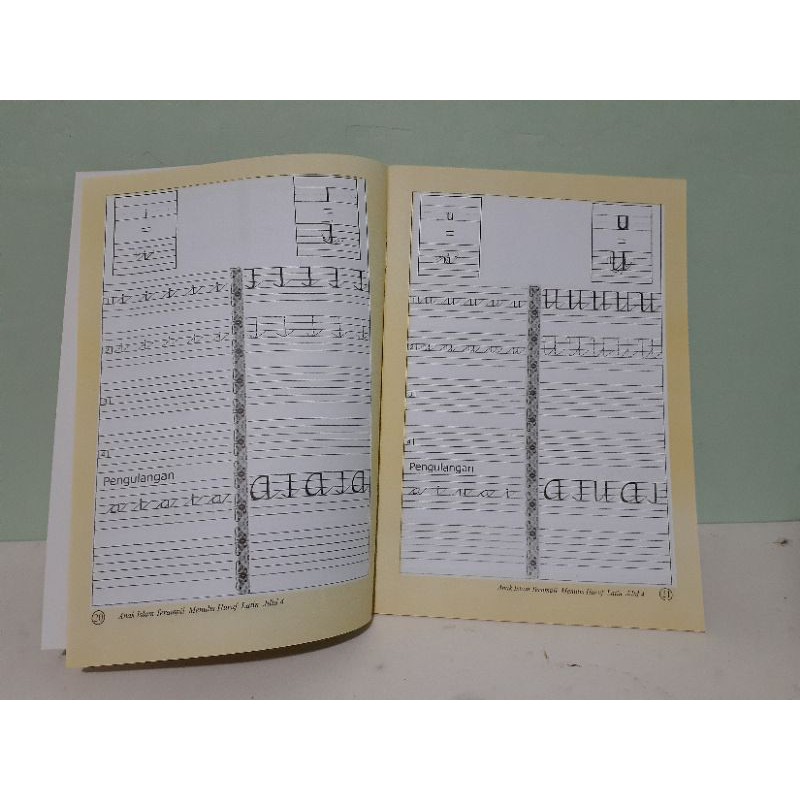 i
=
i
i i i i i i
i i i i i i
Pengulangan
a i a i a i
I
=
I
I I I I I
I I I I
a I a I a
20
Anak Islam Terampil Menulis Huruf Latin Jilid 4
u
=
u
u u u u u u
u u u u u u
Pengulangan
a i u a i
U
=
U
U U U U U
U U U U U
a I U a I
Anak Islam Terampil Menulis Huruf Latin Jilid 4
21